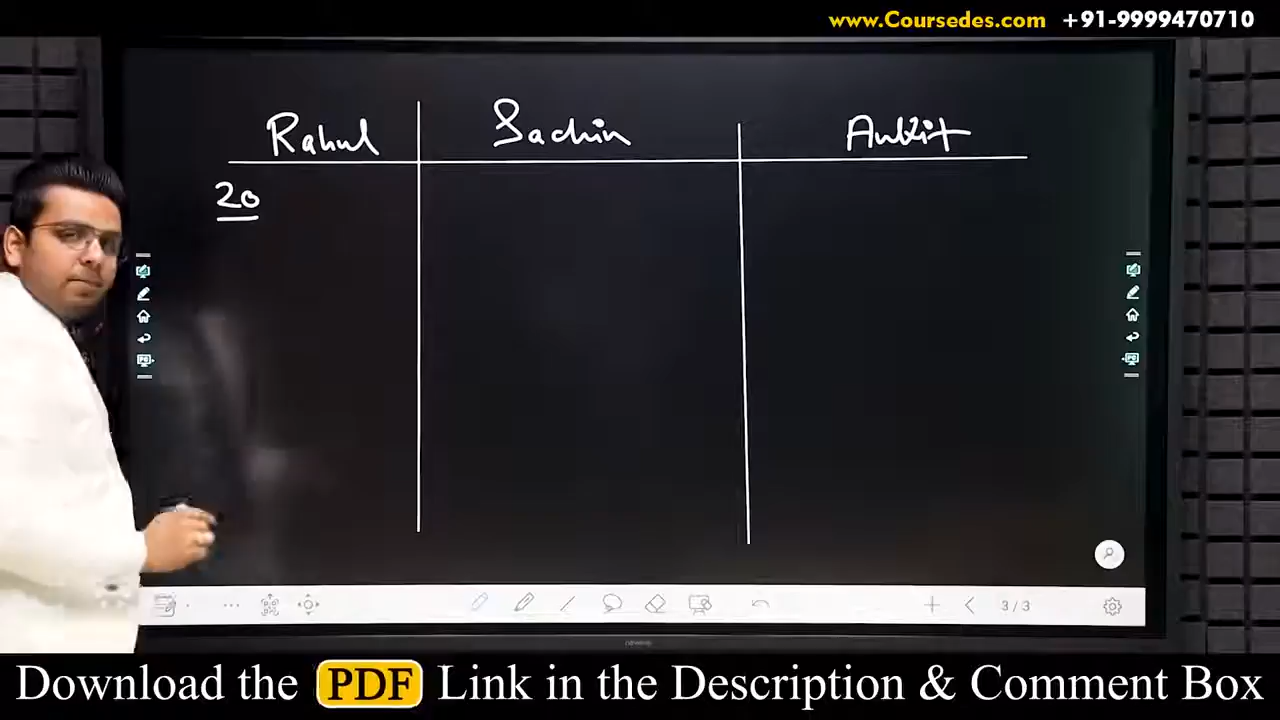 www.Coursedes.com +91-9999470710
Rahul Sachin Ankit
20
3 / 3
Download the PDF Link in the Description & Comment Box